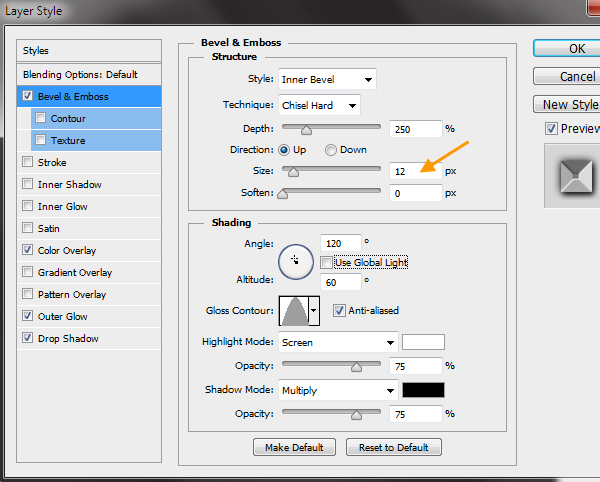 Layer Style
Styles
Blending Options: Default
Bevel & Emboss
Contour
Texture
Stroke
Inner Shadow
Inner Glow
Satin
Color Overlay
Gradient Overlay
Pattern Overlay
Outer Glow
Drop Shadow
Bevel & Emboss
Structure
Style: Inner Bevel
Technique: Chisel Hard
Depth: 250 %
Direction: Up Down
Size: 12 px
Soften: 0 px
Shading
Angle: 120 °
Use Global Light
Altitude: 60 °
Gloss Contour: Anti-aliased
Highlight Mode: Screen
Opacity: 75 %
Shadow Mode: Multiply
Opacity: 75 %
Make Default Reset to Default
OK
Cancel
New Style
Preview